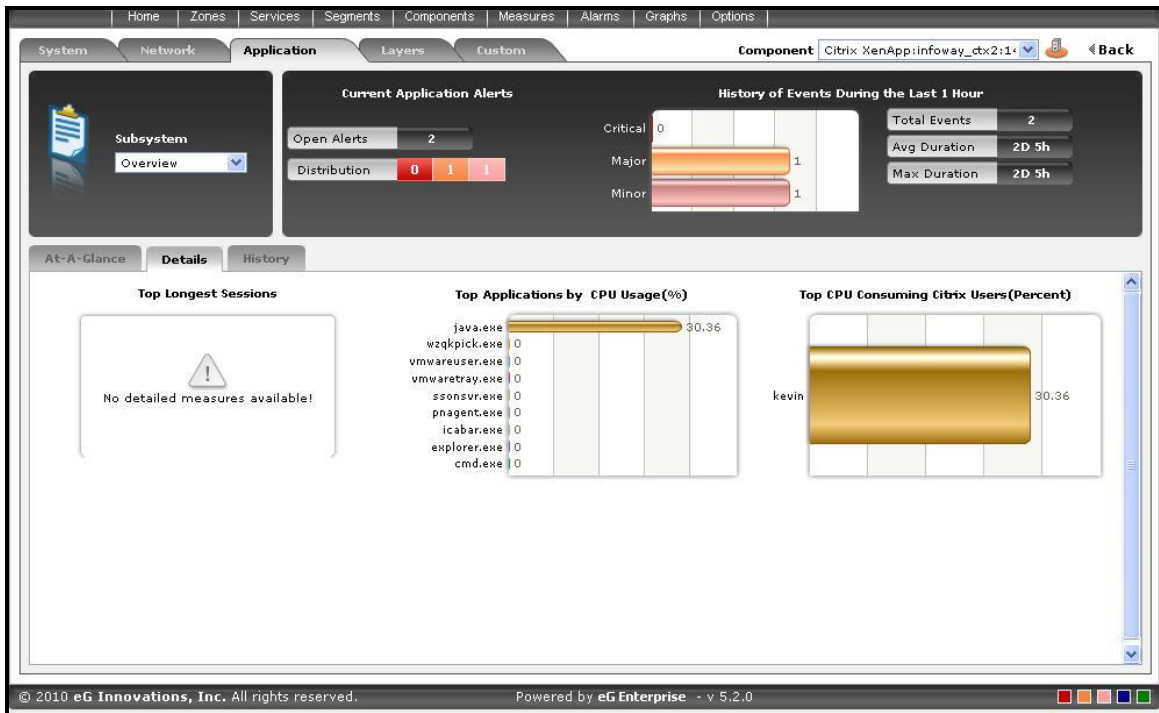 Home | Zones | Services | Segments | Components | Measures | Alarms | Graphs | Options |
System Network Application Layers Custom
Component Citrix XenApp:infoway_ctx2:14 Back
Subsystem
Overview
Current Application Alerts
Open Alerts 2
Distribution 0 1 1
History of Events During the Last 1 Hour
Critical 0
Major 1
Minor 1
Total Events 2
Avg Duration 2D 5h
Max Duration 2D 5h
At-A-Glance Details History
Top Longest Sessions
No detailed measures available!
Top Applications by CPU Usage(%)
java.exe 30.36
wzqkpick.exe 0
vmwareuser.exe 0
vmwaretray.exe 0
ssonsvr.exe 0
pnagent.exe 0
icabar.exe 0
explorer.exe 0
cmd.exe 0
Top CPU Consuming Citrix Users(Percent)
kevin 30.36
© 2010 eG Innovations, Inc. All rights reserved. Powered by eG Enterprise - v 5.2.0